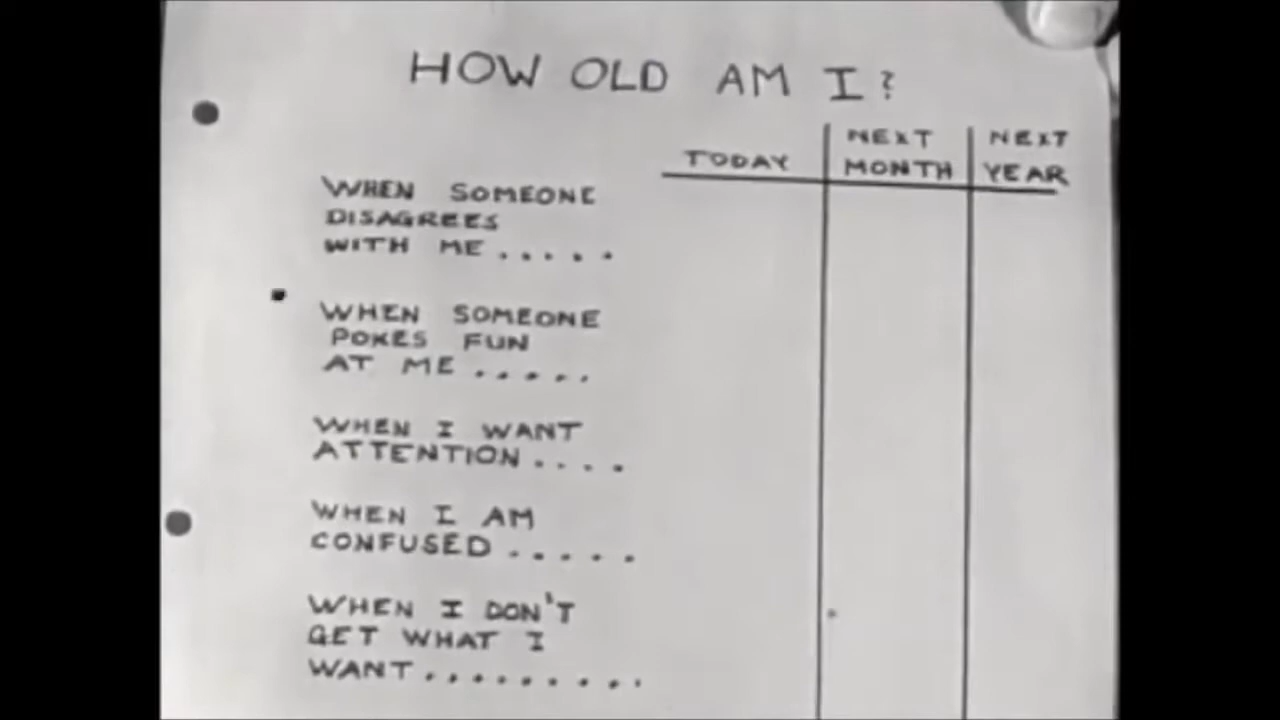 HOW OLD AM I?
TODAY
NEXT
MONTH
NEXT
YEAR
WHEN SOMEONE
DISAGREES
WITH ME .....
WHEN SOMEONE
POKES FUN
AT ME .....
WHEN I WANT
ATTENTION ....
WHEN I AM
CONFUSED .....
WHEN I DON'T
GET WHAT I
WANT .........